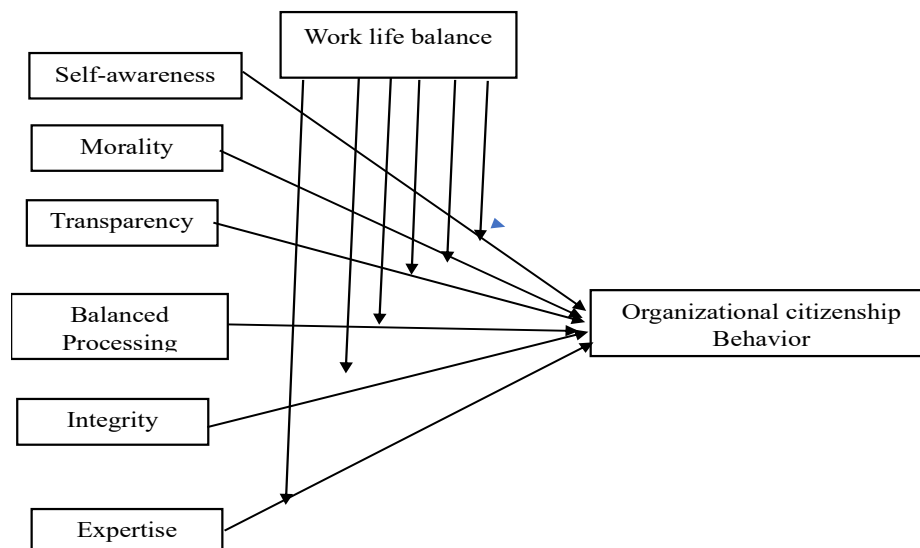 Work life balance
Self-awareness
Morality
Transparency
Balanced
Processing
Organizational citizenship
Behavior
Integrity
Expertise